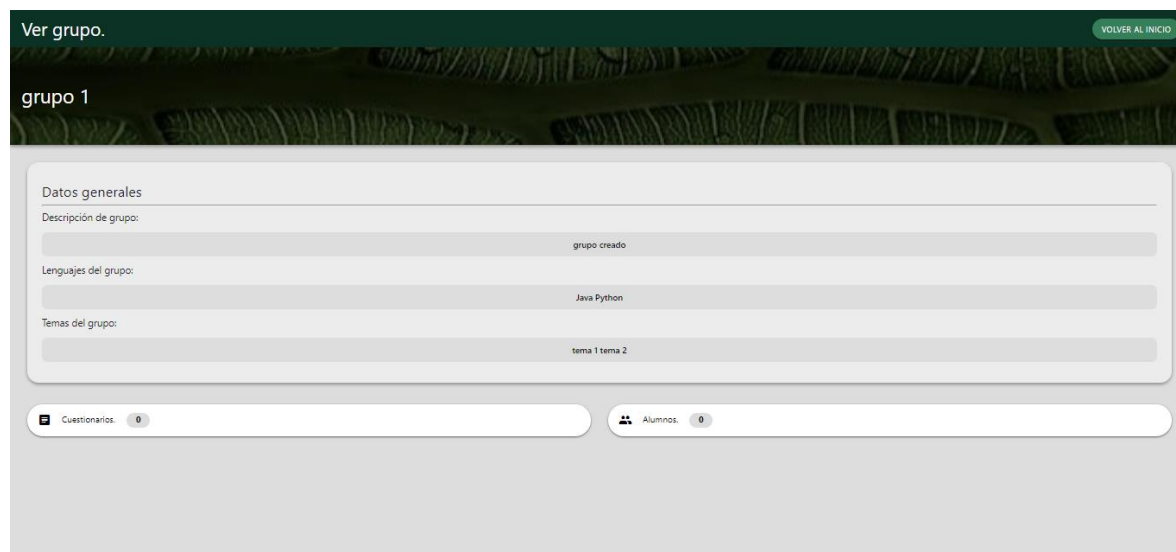 Ver grupo.
VOLVER AL INICIO
grupo 1
Datos generales
Descripción de grupo:
grupo creado
Lenguajes del grupo:
Java Python
Temas del grupo:
tema 1 tema 2
Cuestionarios. 0
Alumnos. 0